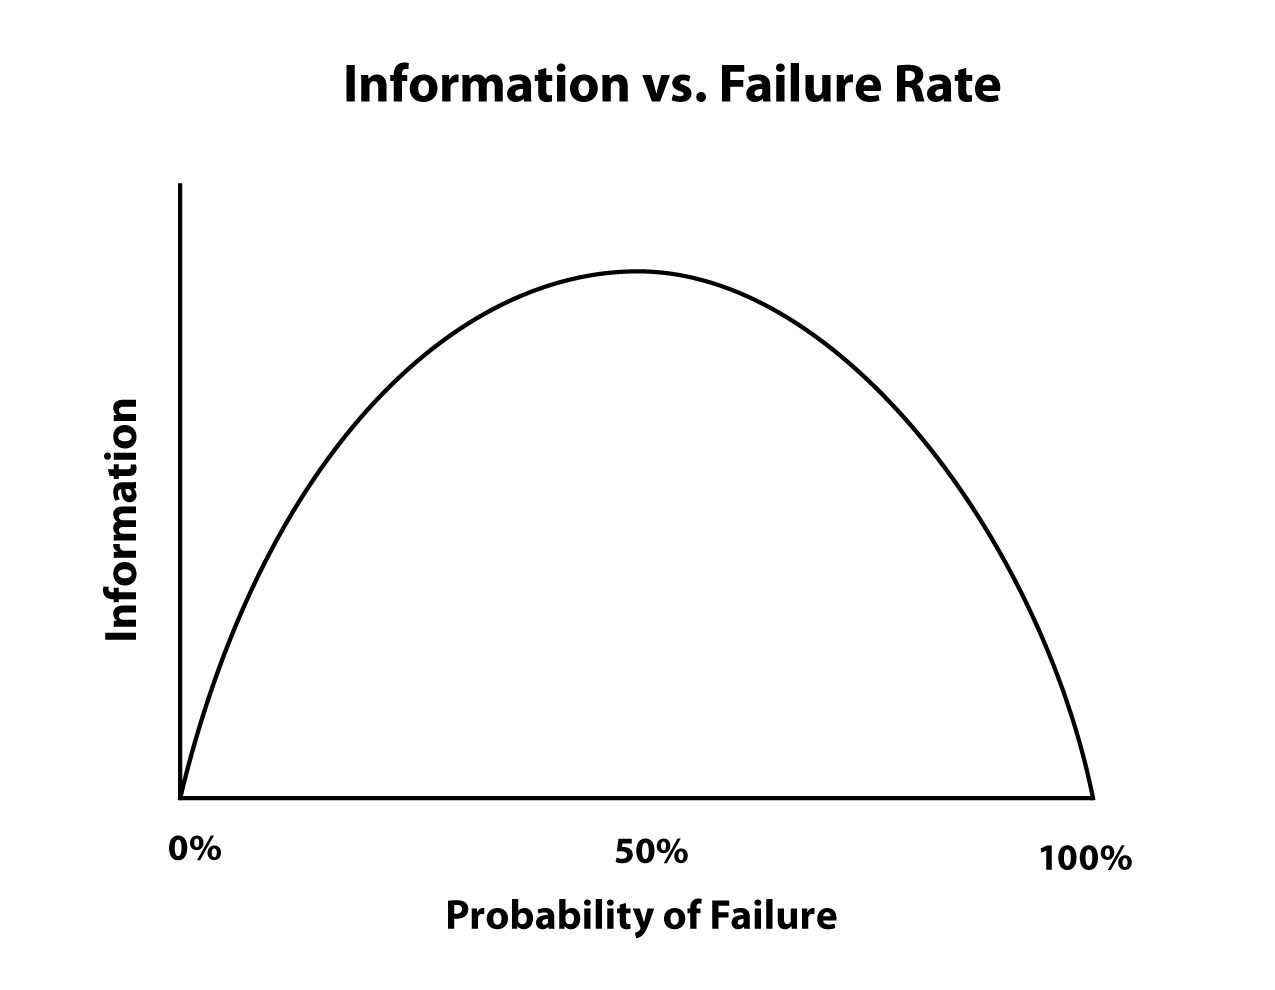 Information vs. Failure Rate
Information
0%
50%
100%
Probability of Failure